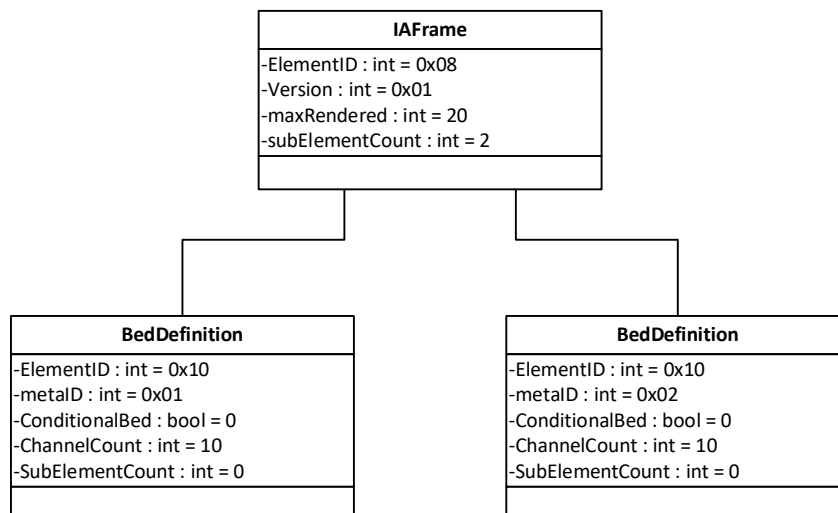 IAFrame
-ElementID : int = 0x08
-Version : int = 0x01
-maxRendered : int = 20
-subElementCount : int = 2
BedDefinition
-ElementID : int = 0x10
-metaID : int = 0x01
-ConditionalBed : bool = 0
-ChannelCount : int = 10
-SubElementCount : int = 0
BedDefinition
-ElementID : int = 0x10
-metaID : int = 0x02
-ConditionalBed : bool = 0
-ChannelCount : int = 10
-SubElementCount : int = 0